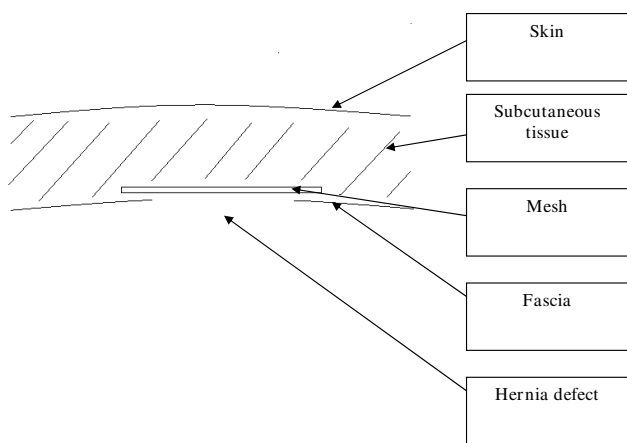 Skin
Subcutaneous
tissue
Mesh
Fascia
Hernia defect